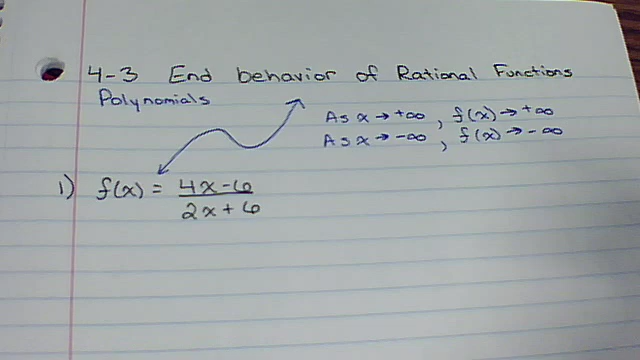 4-3 End behavior of Rational Functions
Polynomials
As x → +∞, f(x) → +∞
As x → -∞, f(x) → -∞
1) f(x) = 4x-6
2x+6